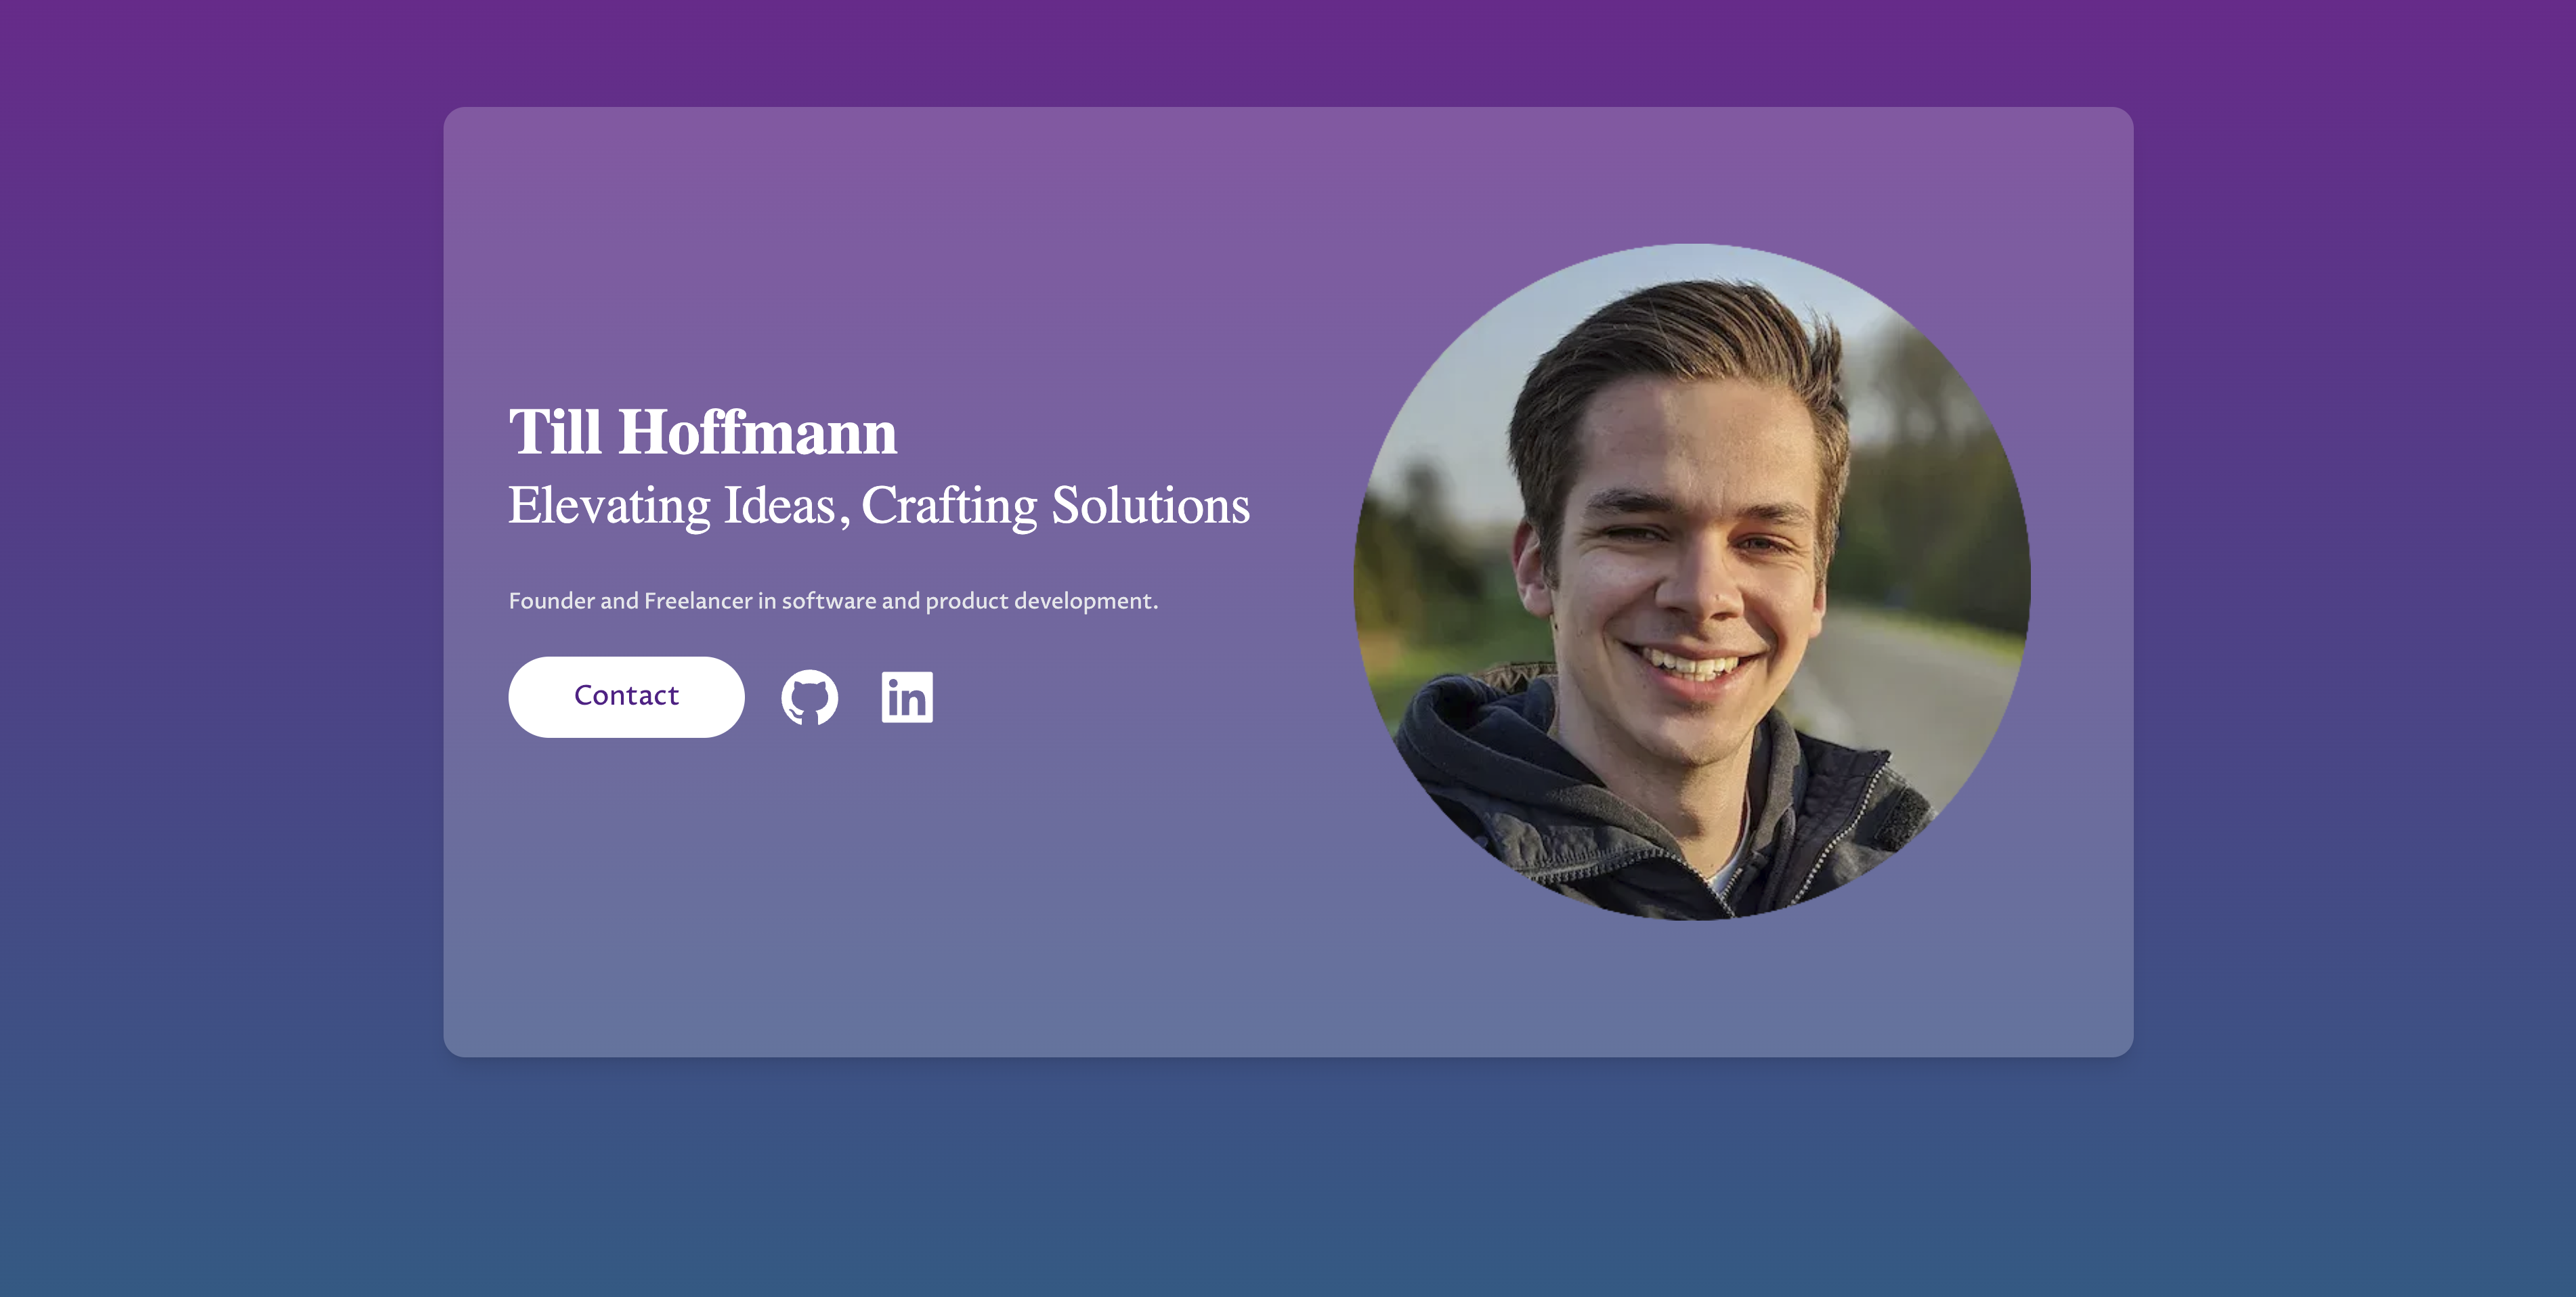 Till Hoffmann
Elevating Ideas, Crafting Solutions
Founder and Freelancer in software and product development.
Contact
in